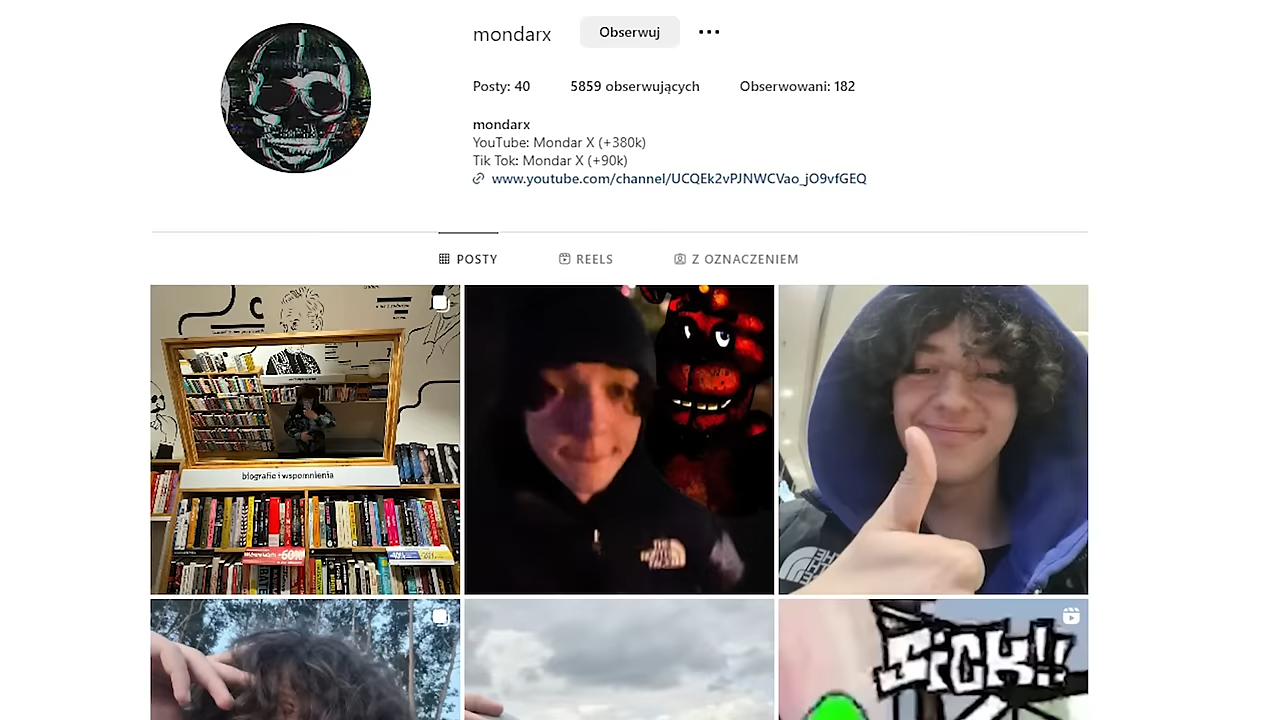 mondarx
Obserwuj
Posty: 40
5859 obserwujących
Obserwowani: 182
mondarx
YouTube: Mondar X (+380k)
Tik Tok: Mondar X (+90k)
www.youtube.com/channel/UCQEk2vPJNWCVao_jO9vfGEQ
POSTY
REELS
Z OZNACZENIEM
biografie i wspomnienia
-60%
SiCK!!